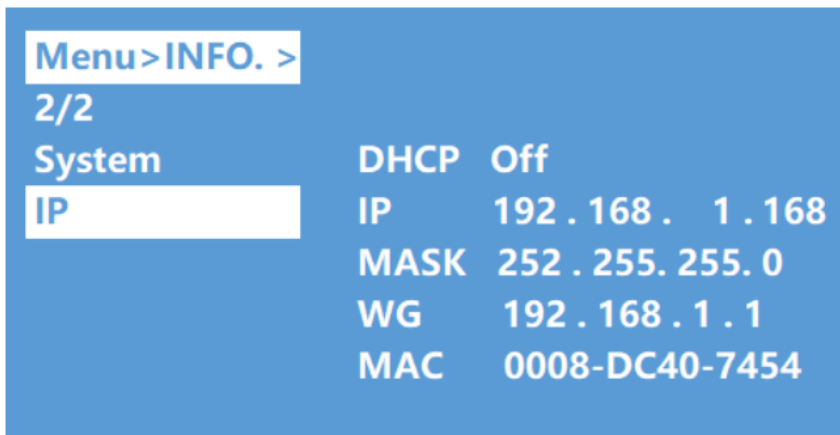 Menu>INFO. >
2/2
System DHCP Off
IP IP 192 . 168 . 1 . 168
MASK 252 . 255. 255. 0
WG 192 . 168 . 1 . 1
MAC 0008-DC40-7454